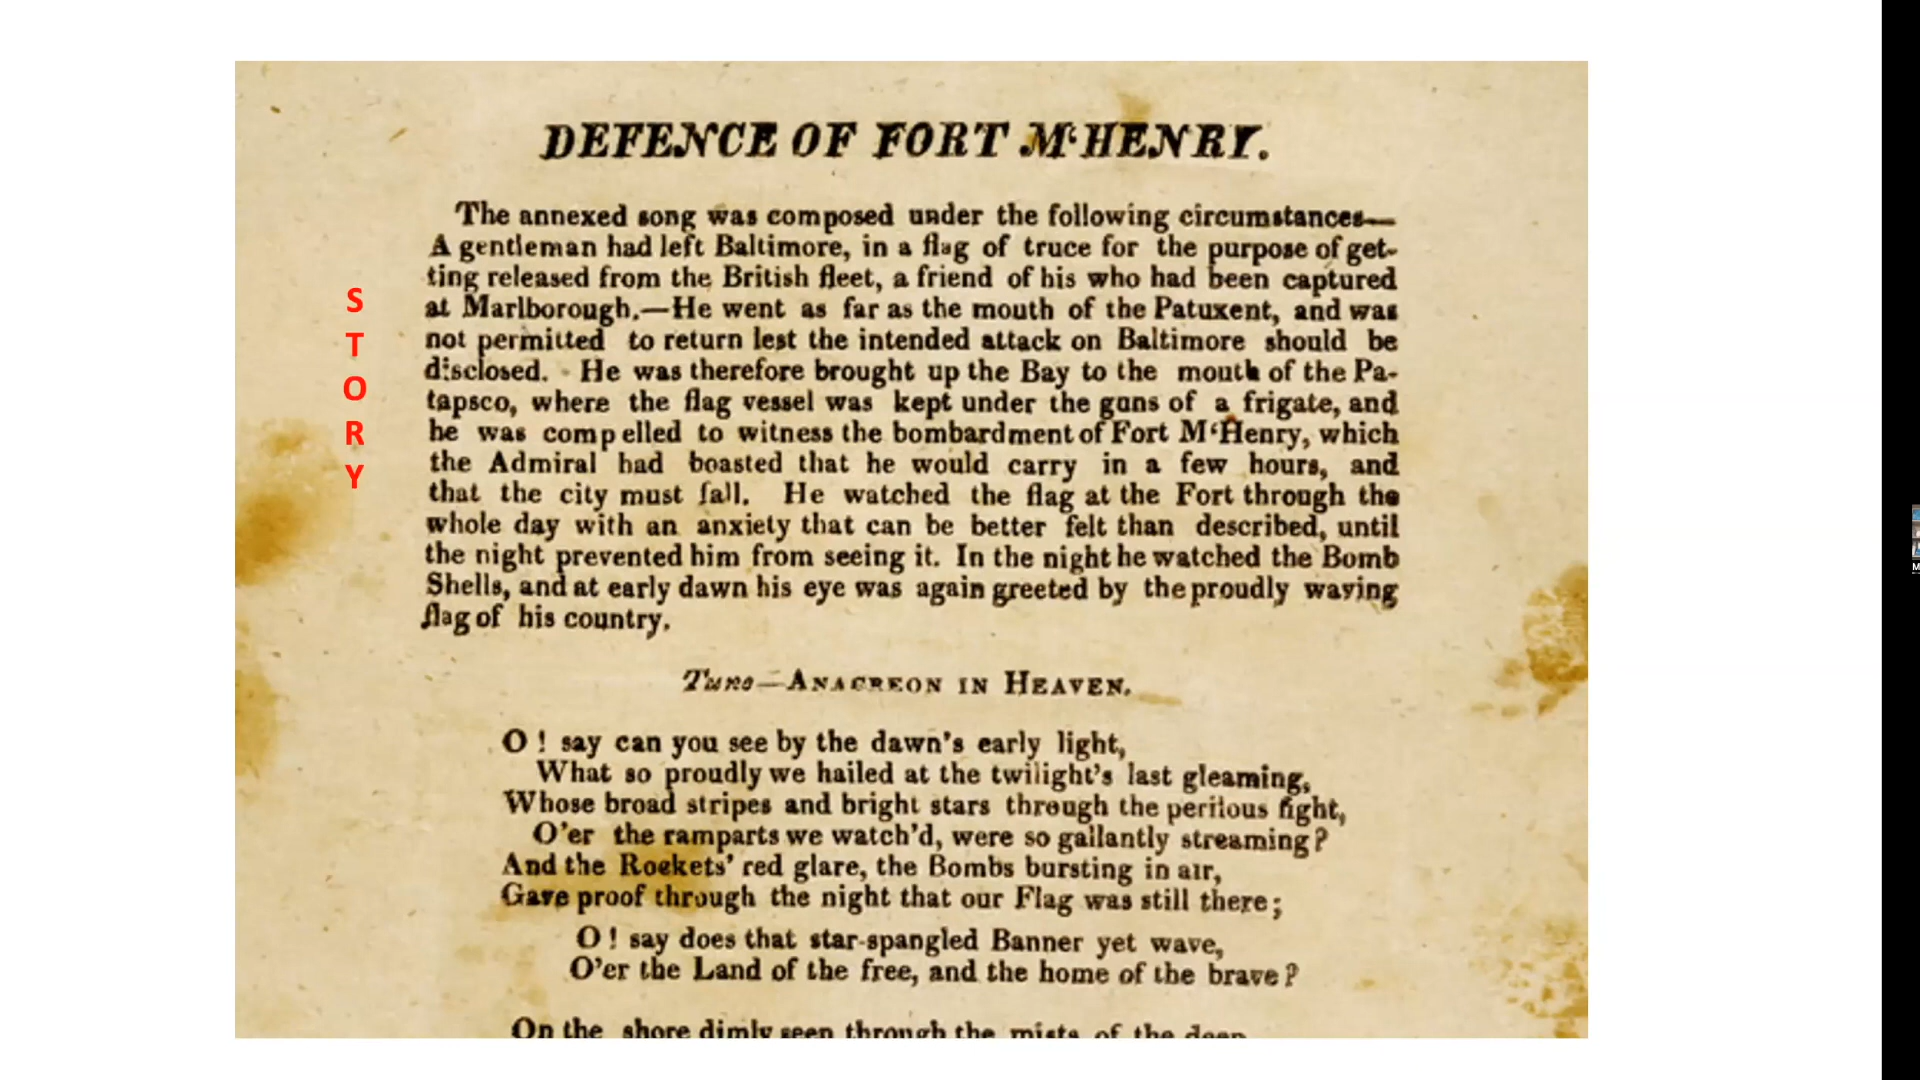 DEFENCE OF FORT M‘HENRY.
The annexed song was composed under the following circumstances—
A gentleman had left Baltimore, in a flag of truce for the purpose of get-
ting released from the British fleet, a friend of his who had been captured
at Marlborough.—He went as far as the mouth of the Patuxent, and was
not permitted to return lest the intended attack on Baltimore should be
disclosed. He was therefore brought up the Bay to the mouth of the Pa-
tapsco, where the flag vessel was kept under the guns of a frigate, and
he was compelled to witness the bombardment of Fort M‘Henry, which
the Admiral had boasted that he would carry in a few hours, and
that the city must fall. He watched the flag at the Fort through the
whole day with an anxiety that can be better felt than described, until
the night prevented him from seeing it. In the night he watched the Bomb
Shells, and at early dawn his eye was again greeted by the proudly waving
flag of his country.
S
T
O
R
Y
Tune—ANACREON IN HEAVEN.
O ! say can you see by the dawn's early light,
What so proudly we hailed at the twilight's last gleaming,
Whose broad stripes and bright stars through the perilous fight,
O'er the ramparts we watch'd, were so gallantly streaming?
And the Rockets' red glare, the Bombs bursting in air,
Gave proof through the night that our Flag was still there;
O ! say does that star-spangled Banner yet wave,
O'er the Land of the free, and the home of the brave?
On the shore dimly seen through the mists of the deep
M